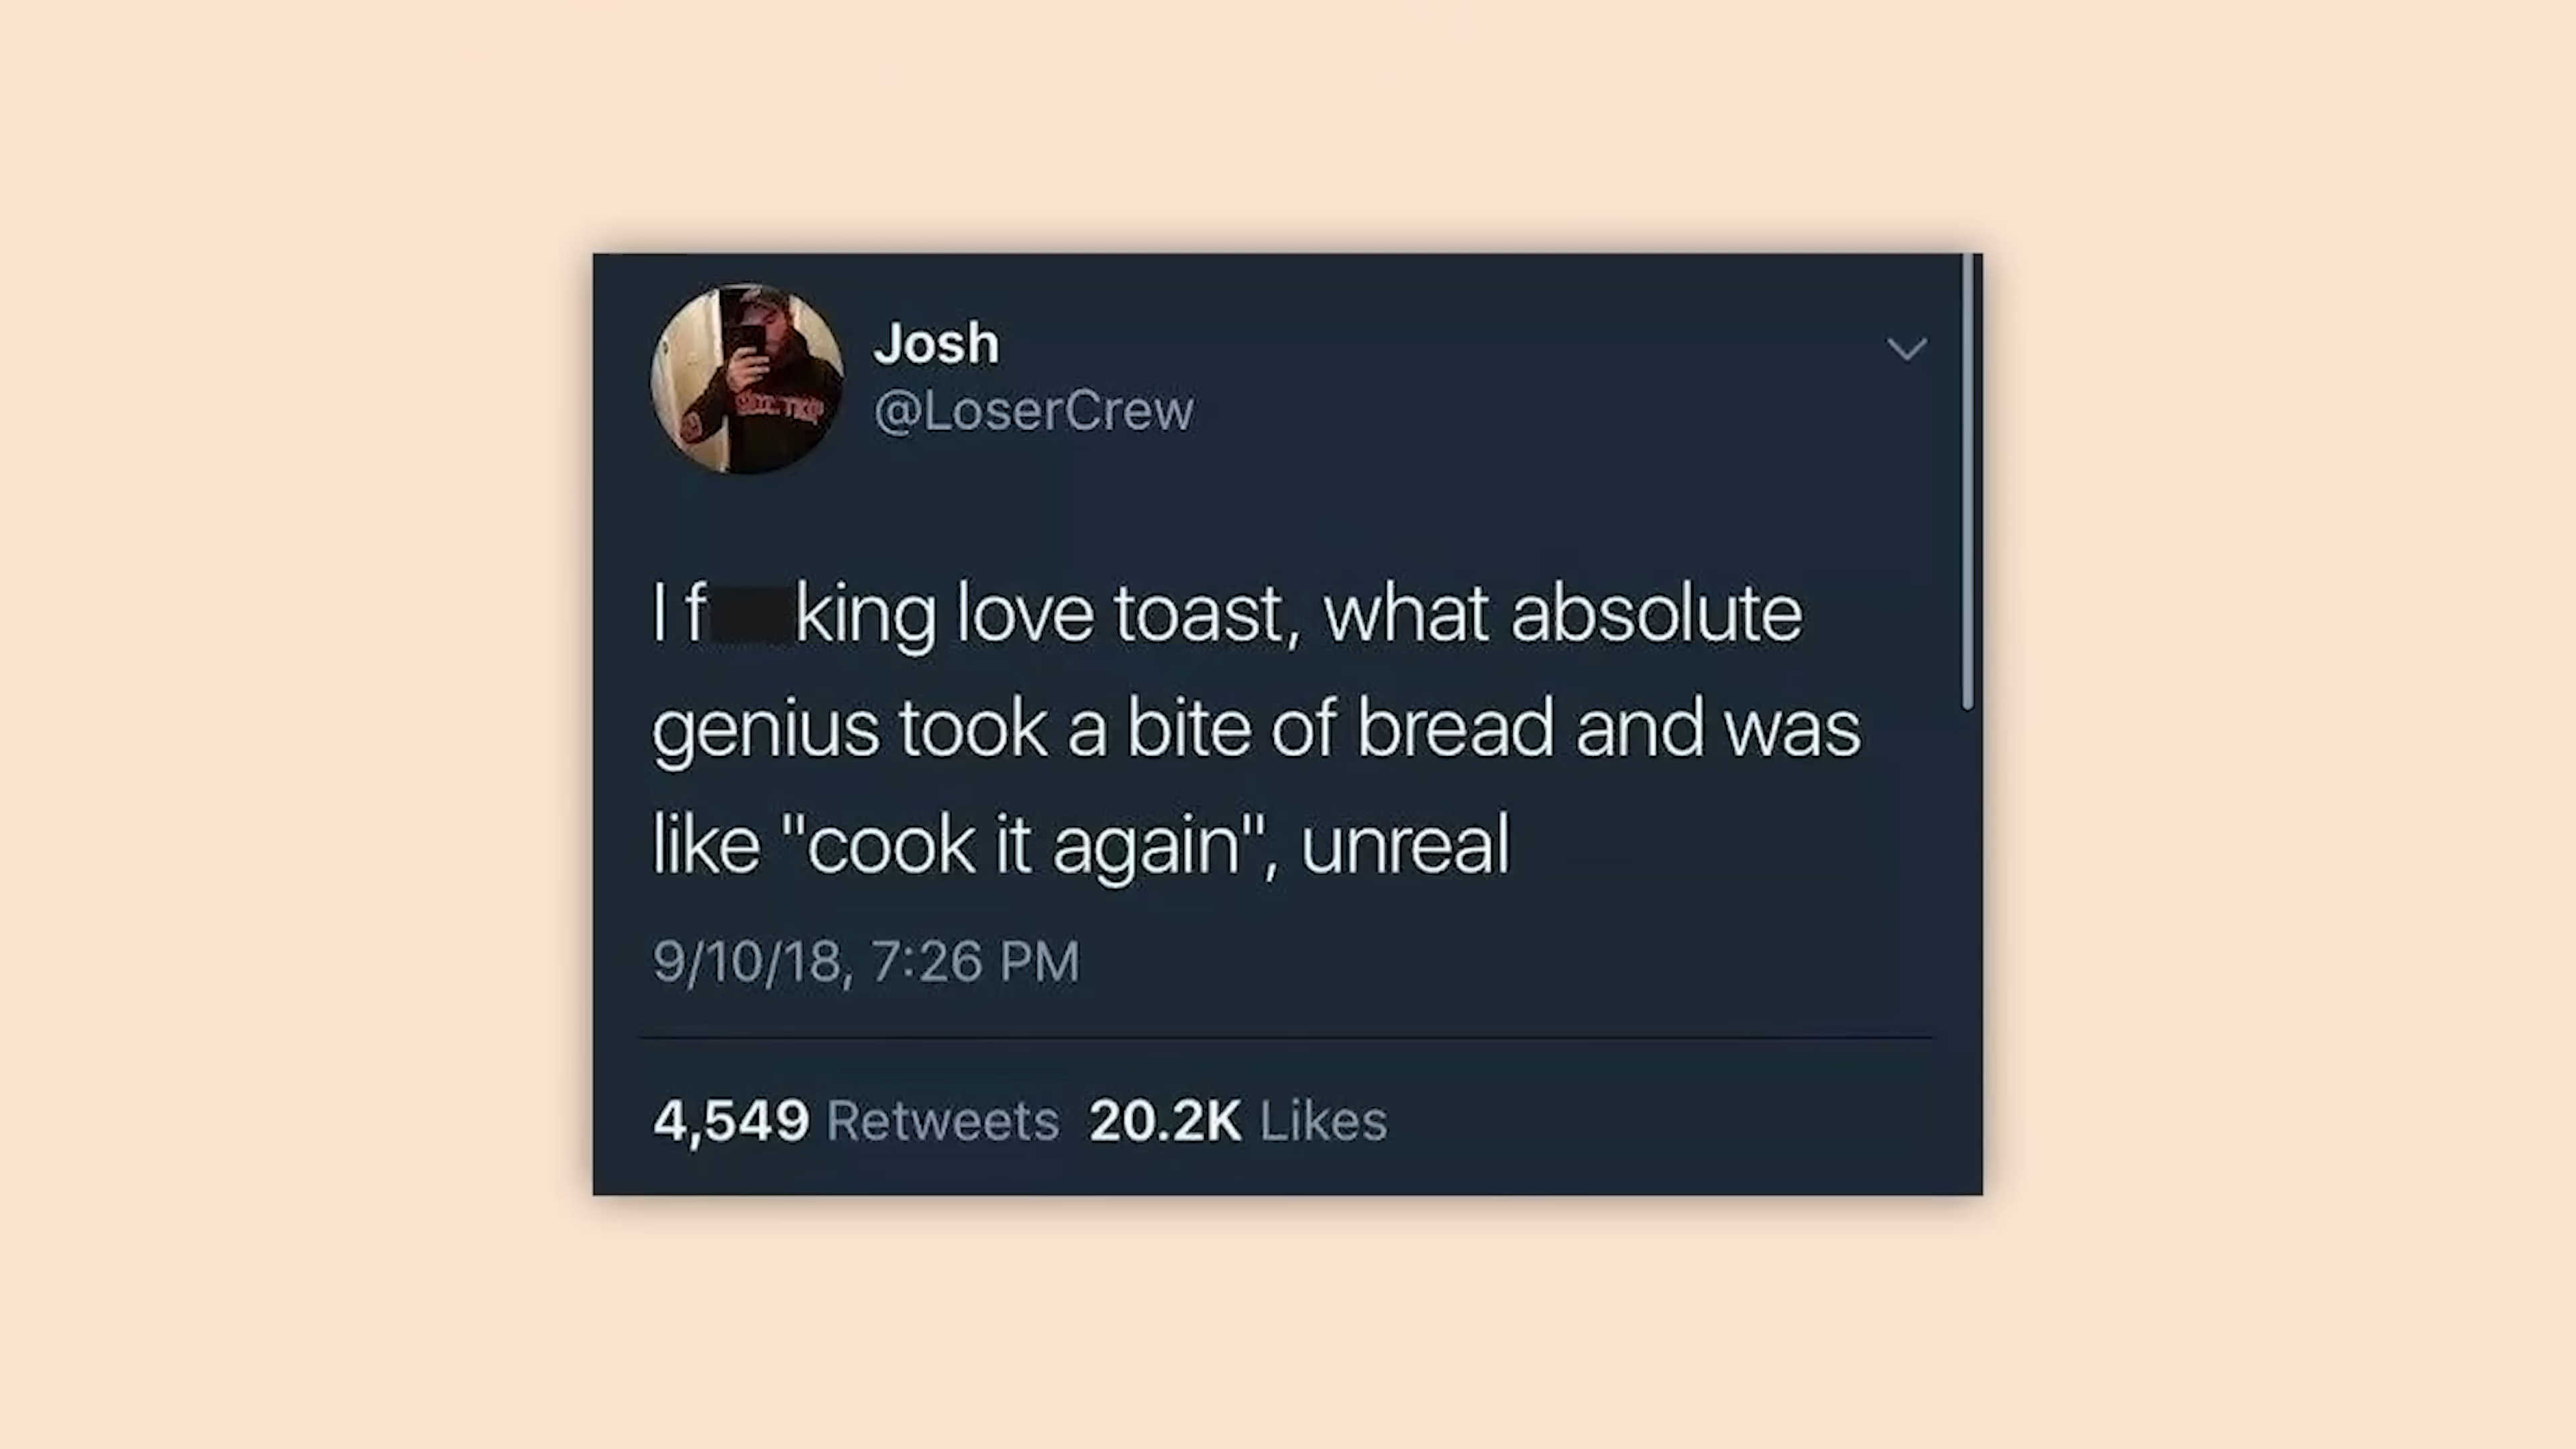 Josh
@LoserCrew
I f king love toast, what absolute
genius took a bite of bread and was
like "cook it again", unreal
9/10/18, 7:26 PM
4,549 Retweets 20.2K Likes